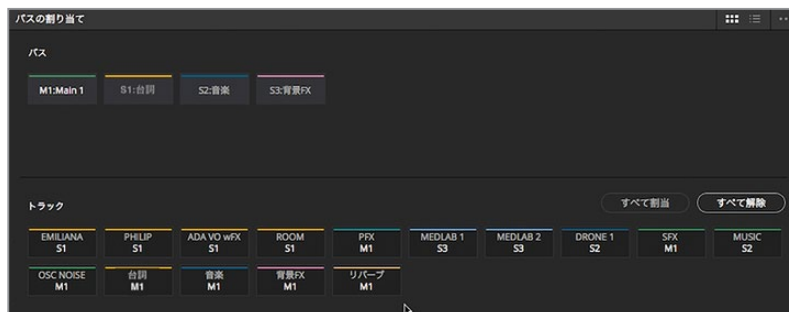 バスの割り当て
バス
M1:Main 1 S1:台詞 S2:音楽 S3:背景FX
トラック すべて割当 すべて解除
EMILIANA PHILIP ADA VO wFX ROOM PFX MEDLAB 1 MEDLAB 2 DRONE 1 SFX MUSIC
S1 S1 S1 S1 M1 S3 S3 S2 M1 S2
OSC NOISE 台詞 音楽 背景FX リバーブ
M1 M1 M1 M1 M1